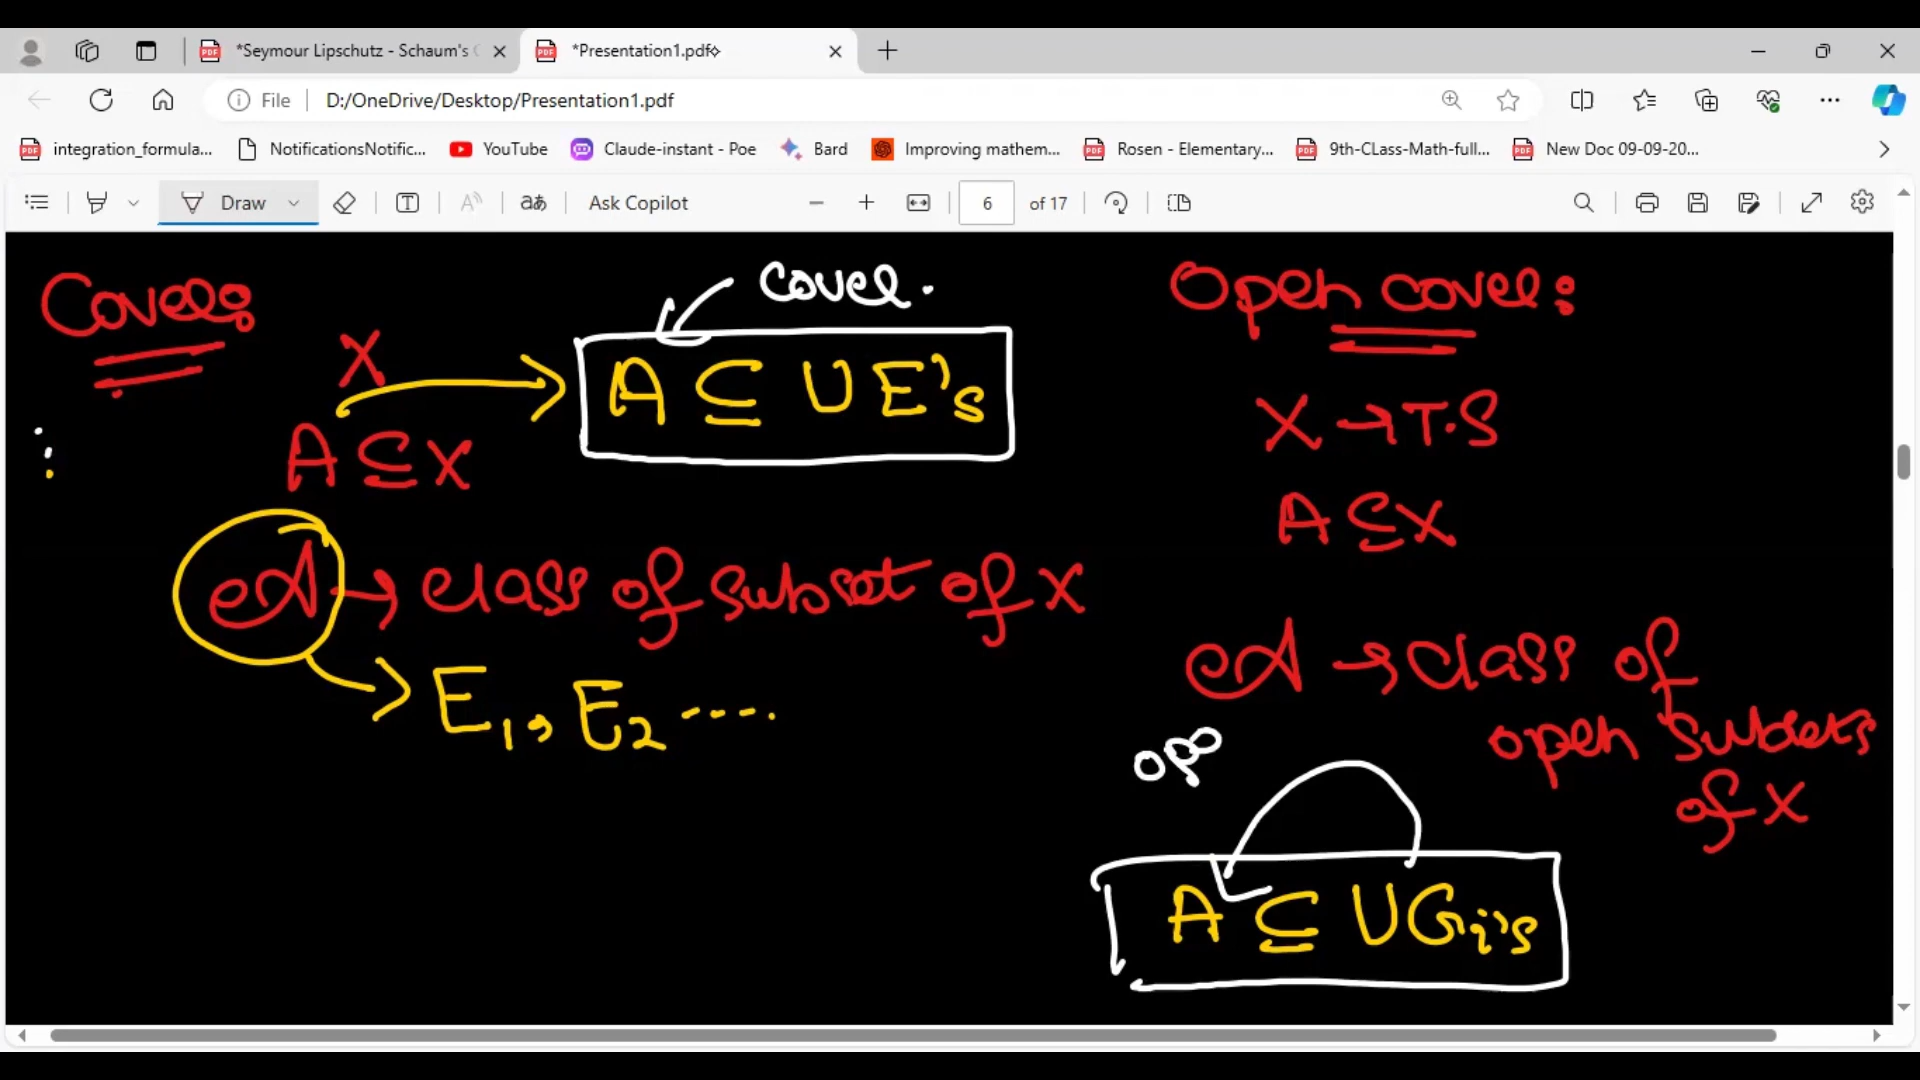 *Seymour Lipschutz - Schaum's
*Presentation1.pdf
File
D:/OneDrive/Desktop/Presentation1.pdf
integration_formula...
NotificationsNotific...
YouTube
Claude-instant - Poe
Bard
Improving mathem...
Rosen - Elementary...
9th-CLass-Math-full...
New Doc 09-09-20...
Draw
Ask Copilot
6 of 17
Cover:
X
A ⊆ X
cover.
A ⊆ ∪ E's
𝒜 → class of subset of X
E₁, E₂ ----
Open cover:
X → T.S
A ⊆ X
𝒜 → class of
open subsets
of X
ope
A ⊆ ∪ Gi's